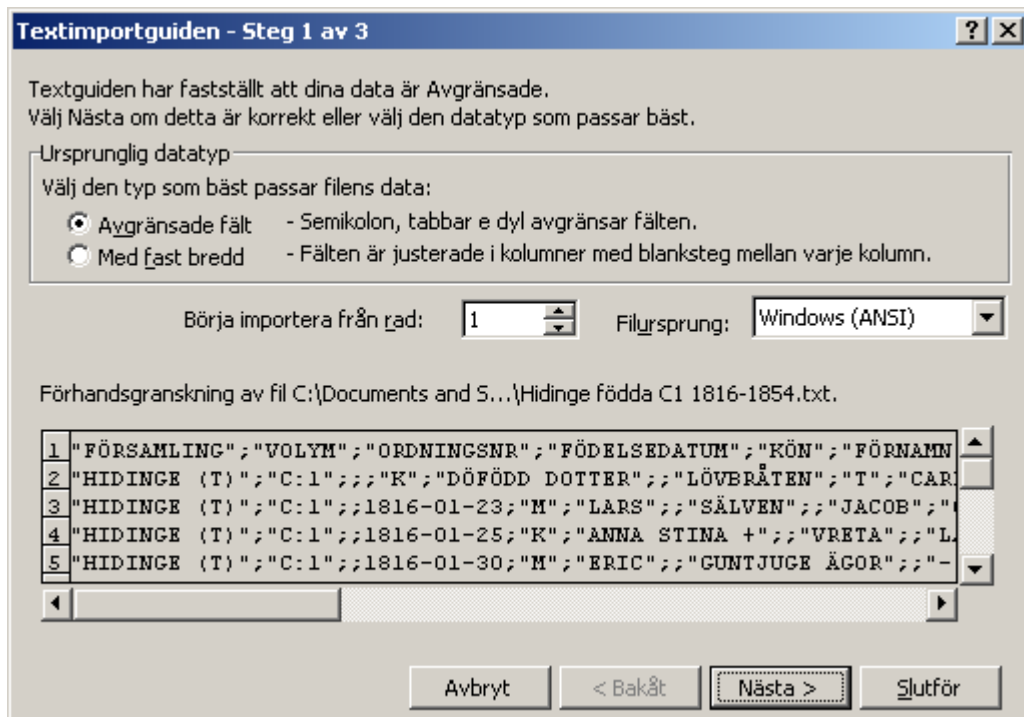 Textimportguiden - Steg 1 av 3
Textguiden har fastställt att dina data är Avgränsade.
Välj Nästa om detta är korrekt eller välj den datatyp som passar bäst.
Ursprunglig datatyp
Välj den typ som bäst passar filens data:
Avgränsade fält - Semikolon, tabbar e dyl avgränsar fälten.
Med fast bredd - Fälten är justerade i kolumner med blanksteg mellan varje kolumn.
Börja importera från rad: 1 Filursprung: Windows (ANSI)
Förhandsgranskning av fil C:\Documents and S...\Hidinge födda C1 1816-1854.txt.
1 "FÖRSAMLING";"VOLYM";"ORDNINGSNR";"FÖDELSEDATUM";"KÖN";"FÖRNAMN
2 "HIDINGE (T)";"C:1";;;"K";"DÖFÖDD DOTTER";;"LÖVBRÅTEN";"T";"CAR
3 "HIDINGE (T)";"C:1";;1816-01-23;"M";"LARS";;"SÄLVEN";;"JACOB";"
4 "HIDINGE (T)";"C:1";;1816-01-25;"K";"ANNA STINA +";;"VRETA";;"L
5 "HIDINGE (T)";"C:1";;1816-01-30;"M";"ERIC";;"GUNTJUGE ÄGOR";;"-
Avbryt < Bakåt Nästa > Slutför